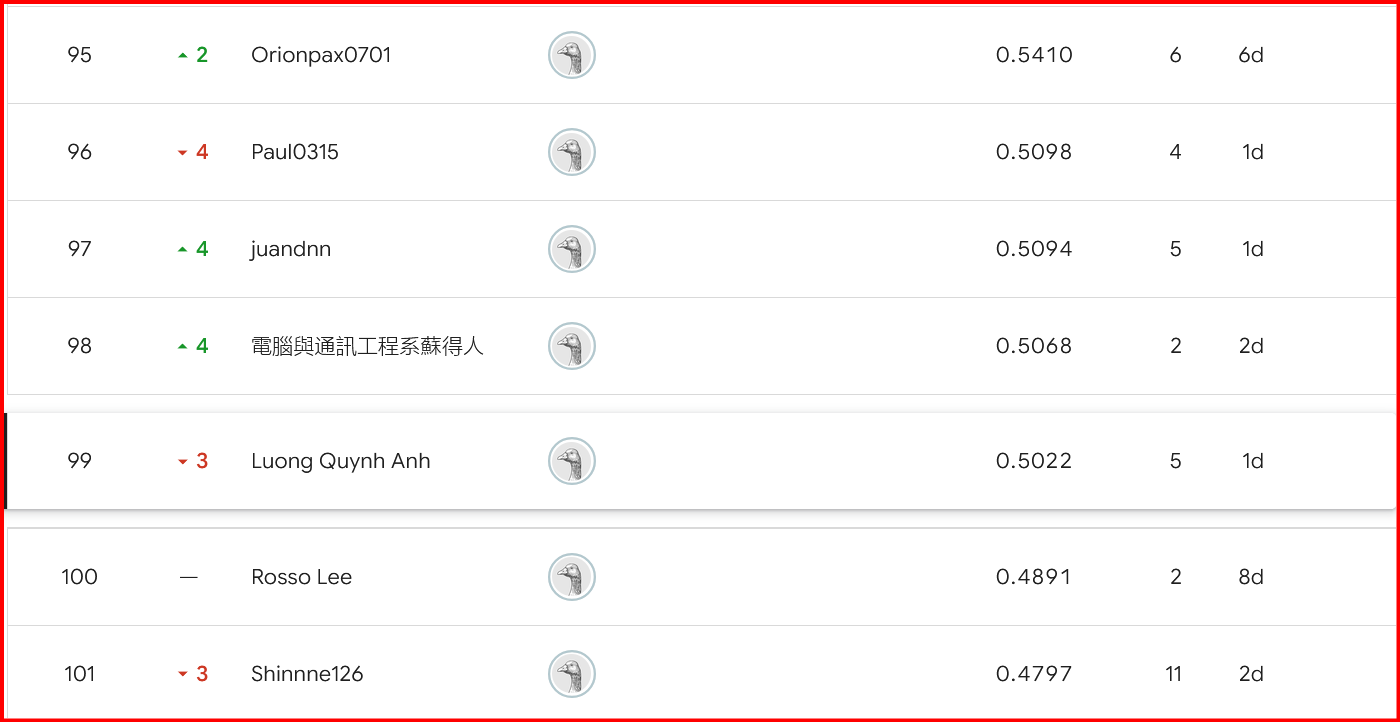 95 2 Orionpax0701 0.5410 6 6d
96 4 Paul0315 0.5098 4 1d
97 4 juandnn 0.5094 5 1d
98 4 電腦與通訊工程系蘇得人 0.5068 2 2d
99 3 Luong Quynh Anh 0.5022 5 1d
100 — Rosso Lee 0.4891 2 8d
101 3 Shinnne126 0.4797 11 2d